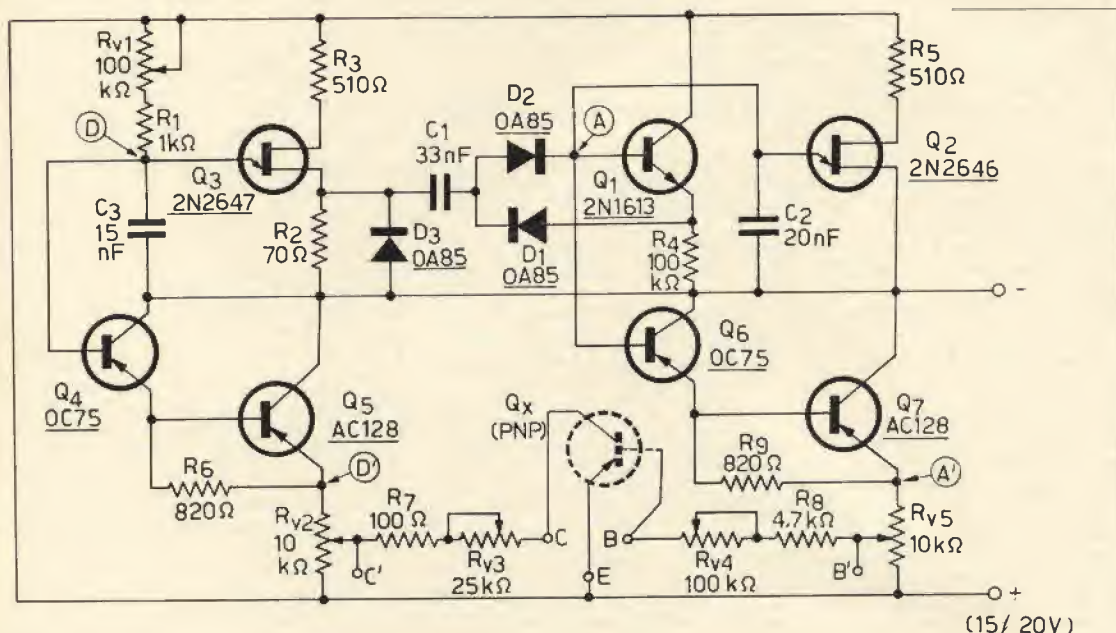 Rv1
100
kΩ
R1
1kΩ
D
C3
15
nF
Q3
2N2647
R3
510Ω
R2
70Ω
C1
33nF
D3
OA85
D2
OA85
D1
OA85
A
Q1
2N1613
R4
100
kΩ
C2
20nF
R5
510Ω
Q2
2N2646
-
Q4
OC75
Q5
AC128
R6
820Ω
D'
Rv2
10
kΩ
C'
R7
100Ω
Rv3
25kΩ
C
Qx
(PNP)
E
B
Q6
OC75
Q7
AC128
R9
820Ω
A'
R8
4.7kΩ
Rv4
100kΩ
B'
Rv5
10kΩ
+
(15/20V)